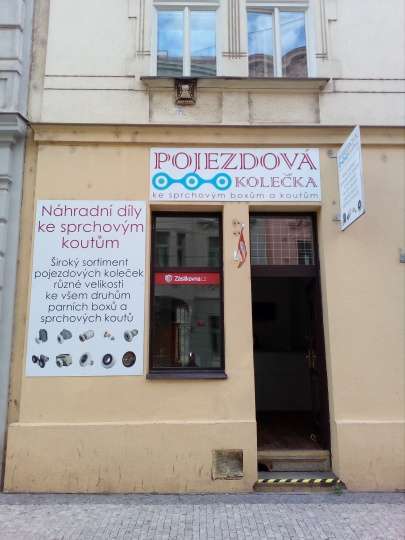 POJEZDOVÁ
KOLEČKA
ke sprchovým boxům a koutům
Náhradní díly
ke sprchovým
koutům
Široký sortiment
pojezdových koleček
různé velikosti
ke všem druhům
parních boxů a
sprchových koutů
Zásilkovna